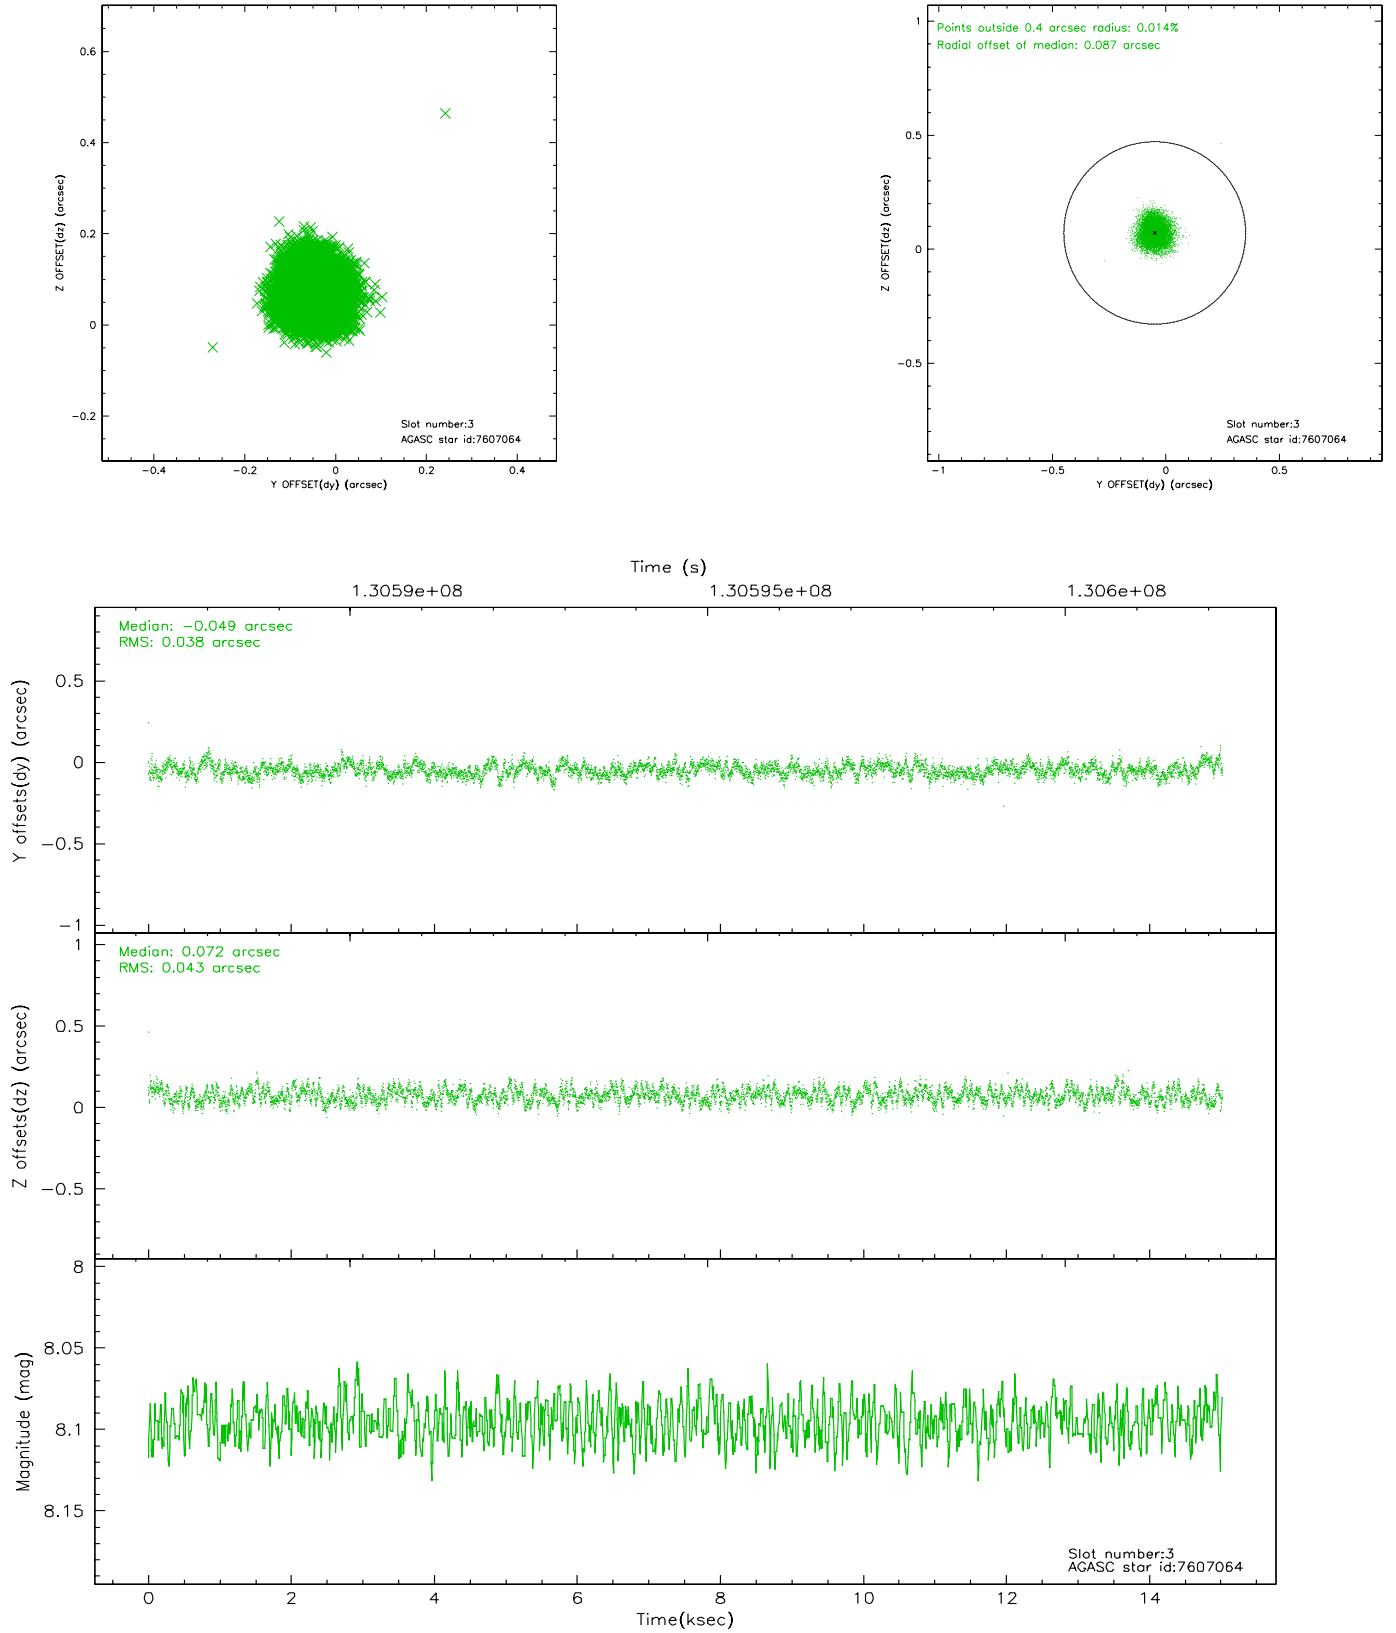 0.6
0.4
0.2
0
−0.2
Z OFFSET(dz) (arcsec)
Slot number:3
AGASC star id:7607064
−0.4 −0.2 0 0.2 0.4
Y OFFSET(dy) (arcsec)
Points outside 0.4 arcsec radius: 0.014%
Radial offset of median: 0.087 arcsec
1
0.5
0
−0.5
Z OFFSET(dz) (arcsec)
Slot number:3
AGASC star id:7607064
−1 −0.5 0 0.5
Y OFFSET(dy) (arcsec)
Time (s)
1.3059e+08 1.30595e+08 1.306e+08
Median: −0.049 arcsec
RMS: 0.038 arcsec
0.5
0
−0.5
−1
Y offsets(dy) (arcsec)
Median: 0.072 arcsec
RMS: 0.043 arcsec
1
0.5
0
−0.5
Z offsets(dz) (arcsec)
8
8.05
8.1
8.15
Magnitude (mag)
Slot number:3
AGASC star id:7607064
0 2 4 6 8 10 12 14
Time(ksec)